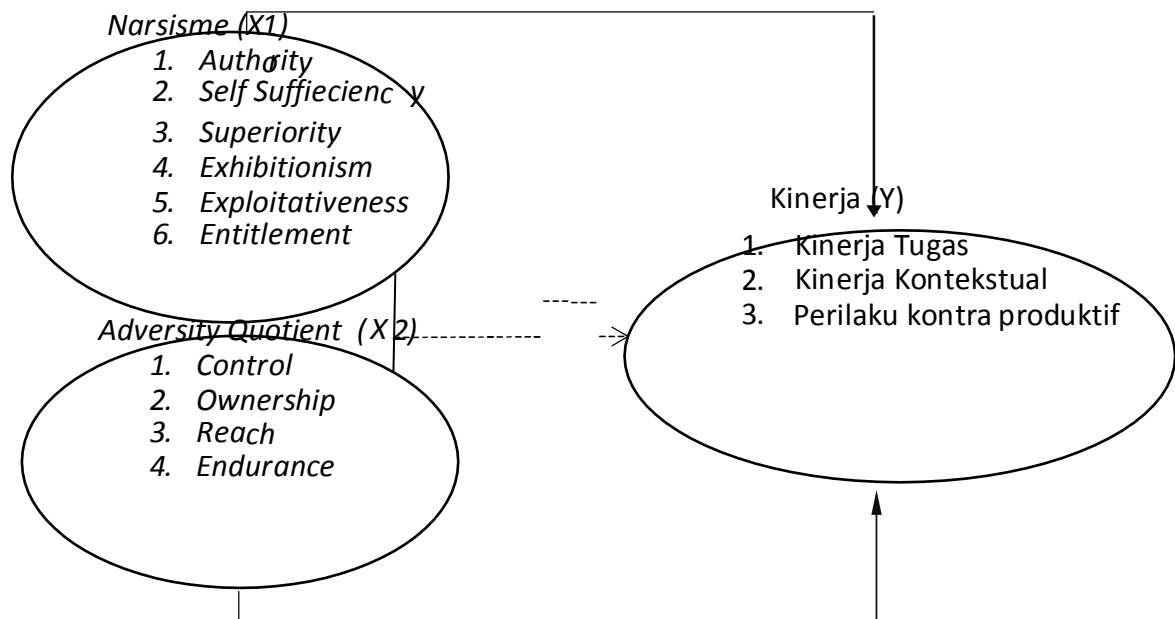 Narsisme (X1)
1. Authority
2. Self Suffieciency
3. Superiority
4. Exhibitionism
5. Exploitativeness
6. Entitlement
Adversity Quotient (X2)
1. Control
2. Ownership
3. Reach
4. Endurance
Kinerja (Y)
1. Kinerja Tugas
2. Kinerja Kontekstual
3. Perilaku kontra produktif